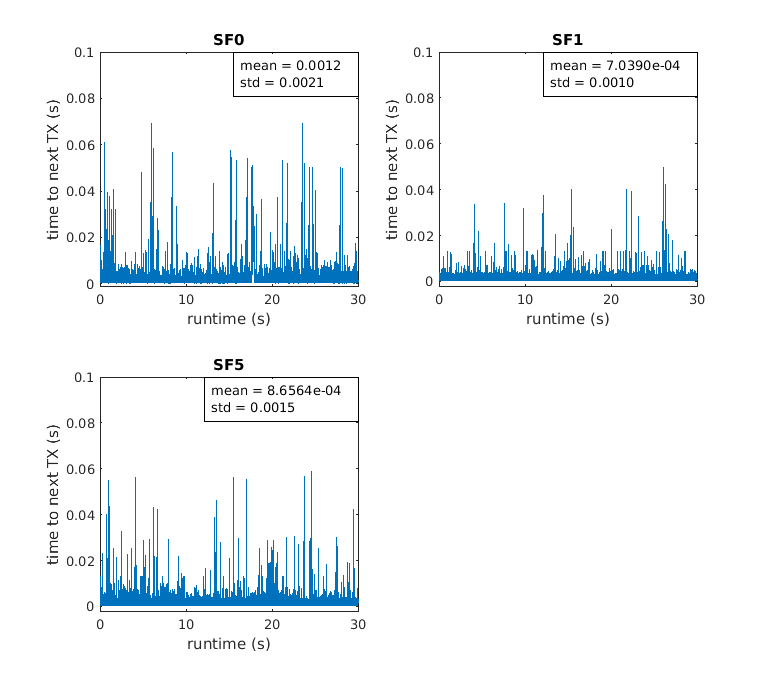 SF0
mean = 0.0012
std = 0.0021
time to next TX (s)
0.1
0.08
0.06
0.04
0.02
0
0 10 20 30
runtime (s)
SF1
mean = 7.0390e-04
std = 0.0010
time to next TX (s)
0.1
0.08
0.06
0.04
0.02
0
0 10 20 30
runtime (s)
SF5
mean = 8.6564e-04
std = 0.0015
time to next TX (s)
0.1
0.08
0.06
0.04
0.02
0
0 10 20 30
runtime (s)